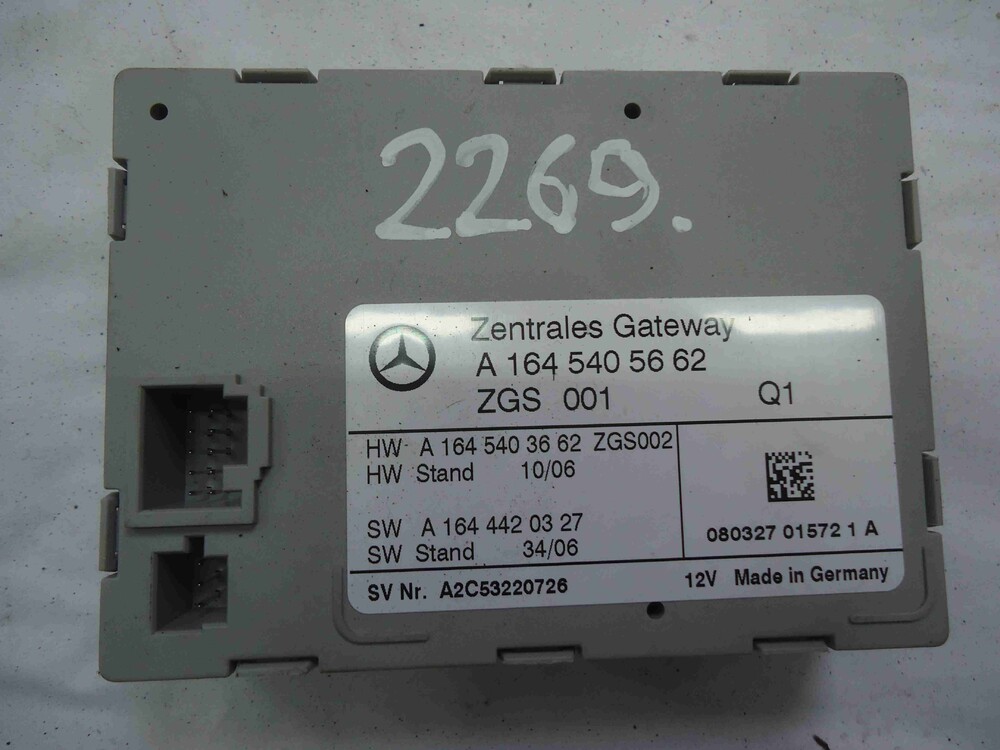 2269.
Zentrales Gateway
A 164 540 56 62
ZGS 001 Q1
HW A 164 540 36 62 ZGS002
HW Stand 10/06
SW A 164 442 03 27
SW Stand 34/06
080327 01572 1 A
SV Nr. A2C53220726
12V Made in Germany